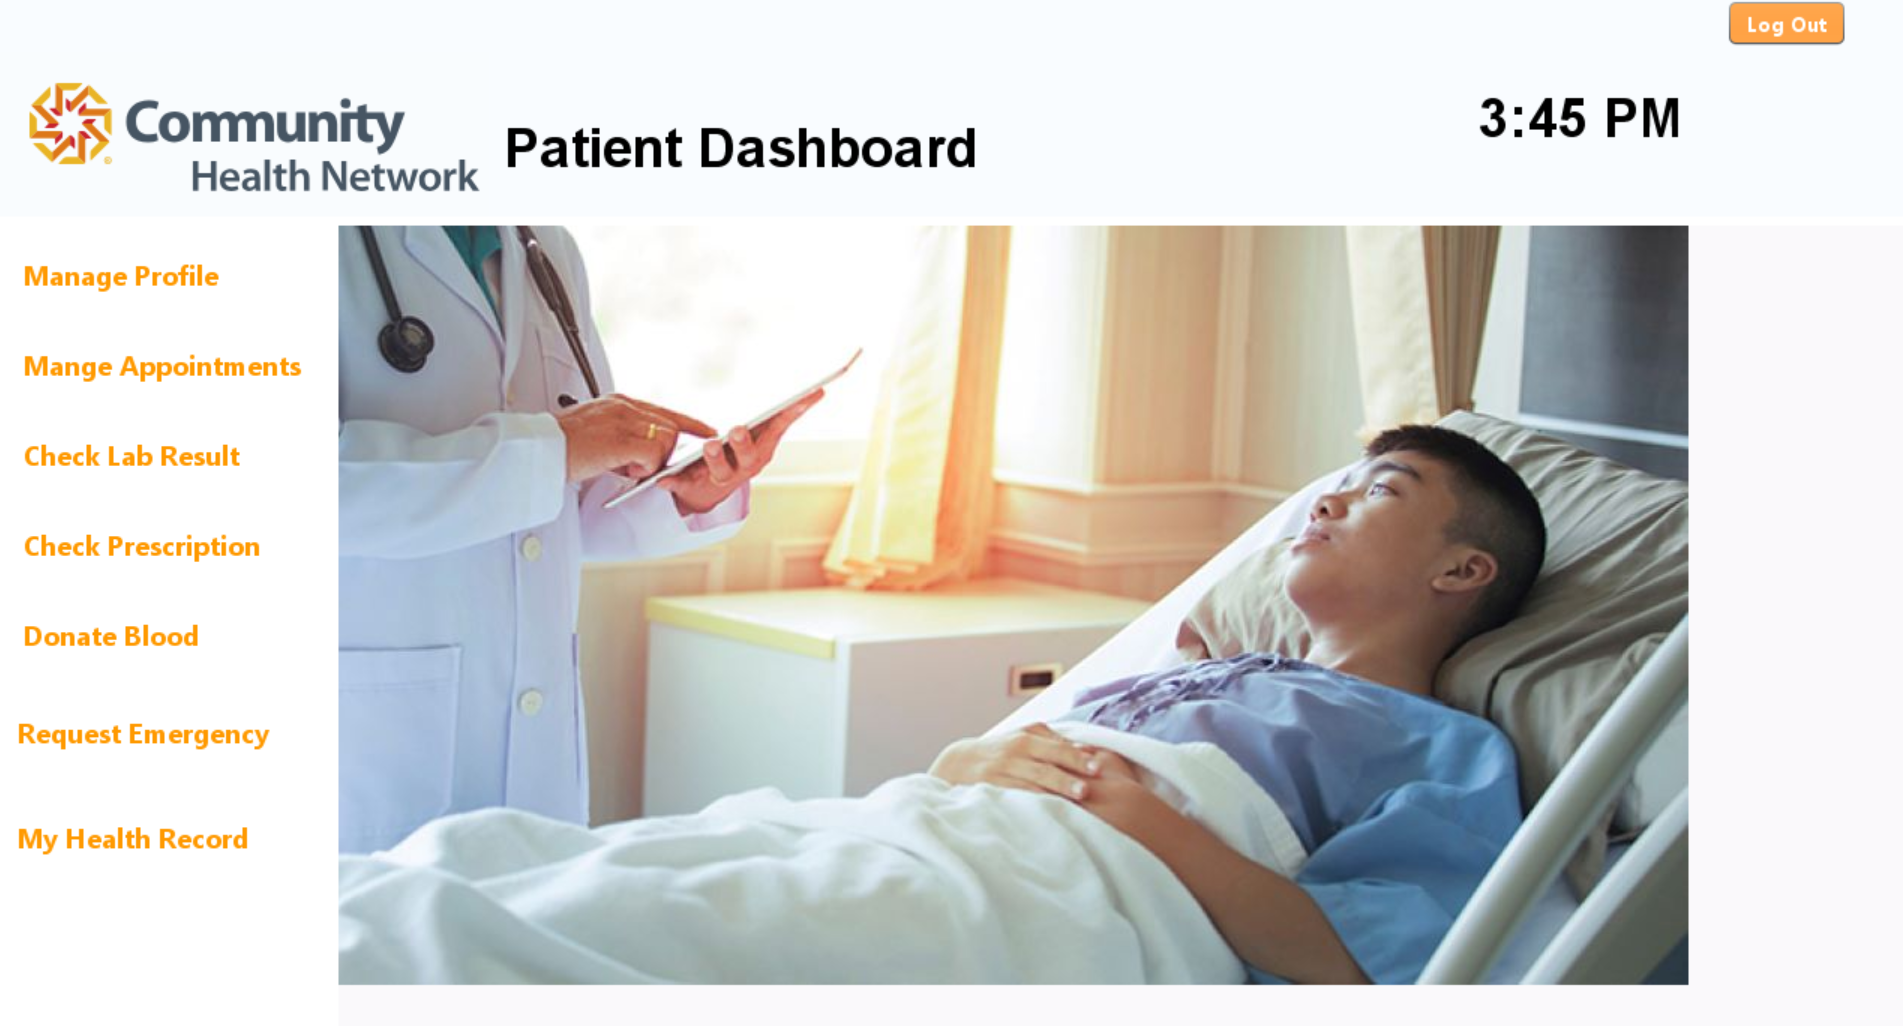 Log Out
Community
Health Network
Patient Dashboard
3:45 PM
Manage Profile
Mange Appointments
Check Lab Result
Check Prescription
Donate Blood
Request Emergency
My Health Record